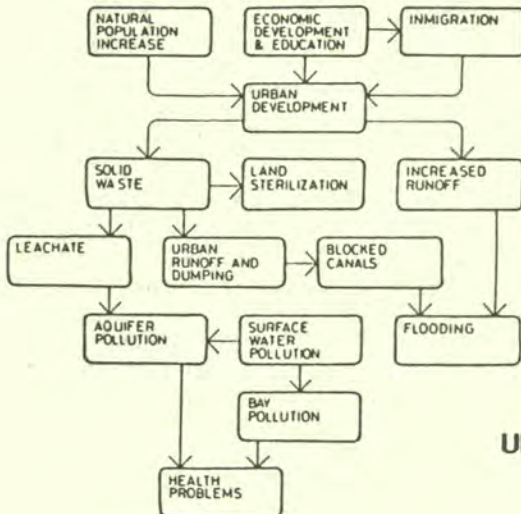 NATURAL
POPULATION
INCREASE
ECONOMIC
DEVELOPMENT
& EDUCATION
INMIGRATION
URBAN
DEVELOPMENT
SOLID
WASTE
LAND
STERILIZATION
INCREASED
RUNOFF
LEACHATE
URBAN
RUNOFF AND
DUMPING
BLOCKED
CANALS
AQUIFER
POLLUTION
SURFACE
WATER
POLLUTION
FLOODING
BAY
POLLUTION
HEALTH
PROBLEMS